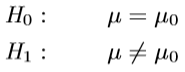 H₀ : μ = μ₀
H₁ : μ ≠ μ₀